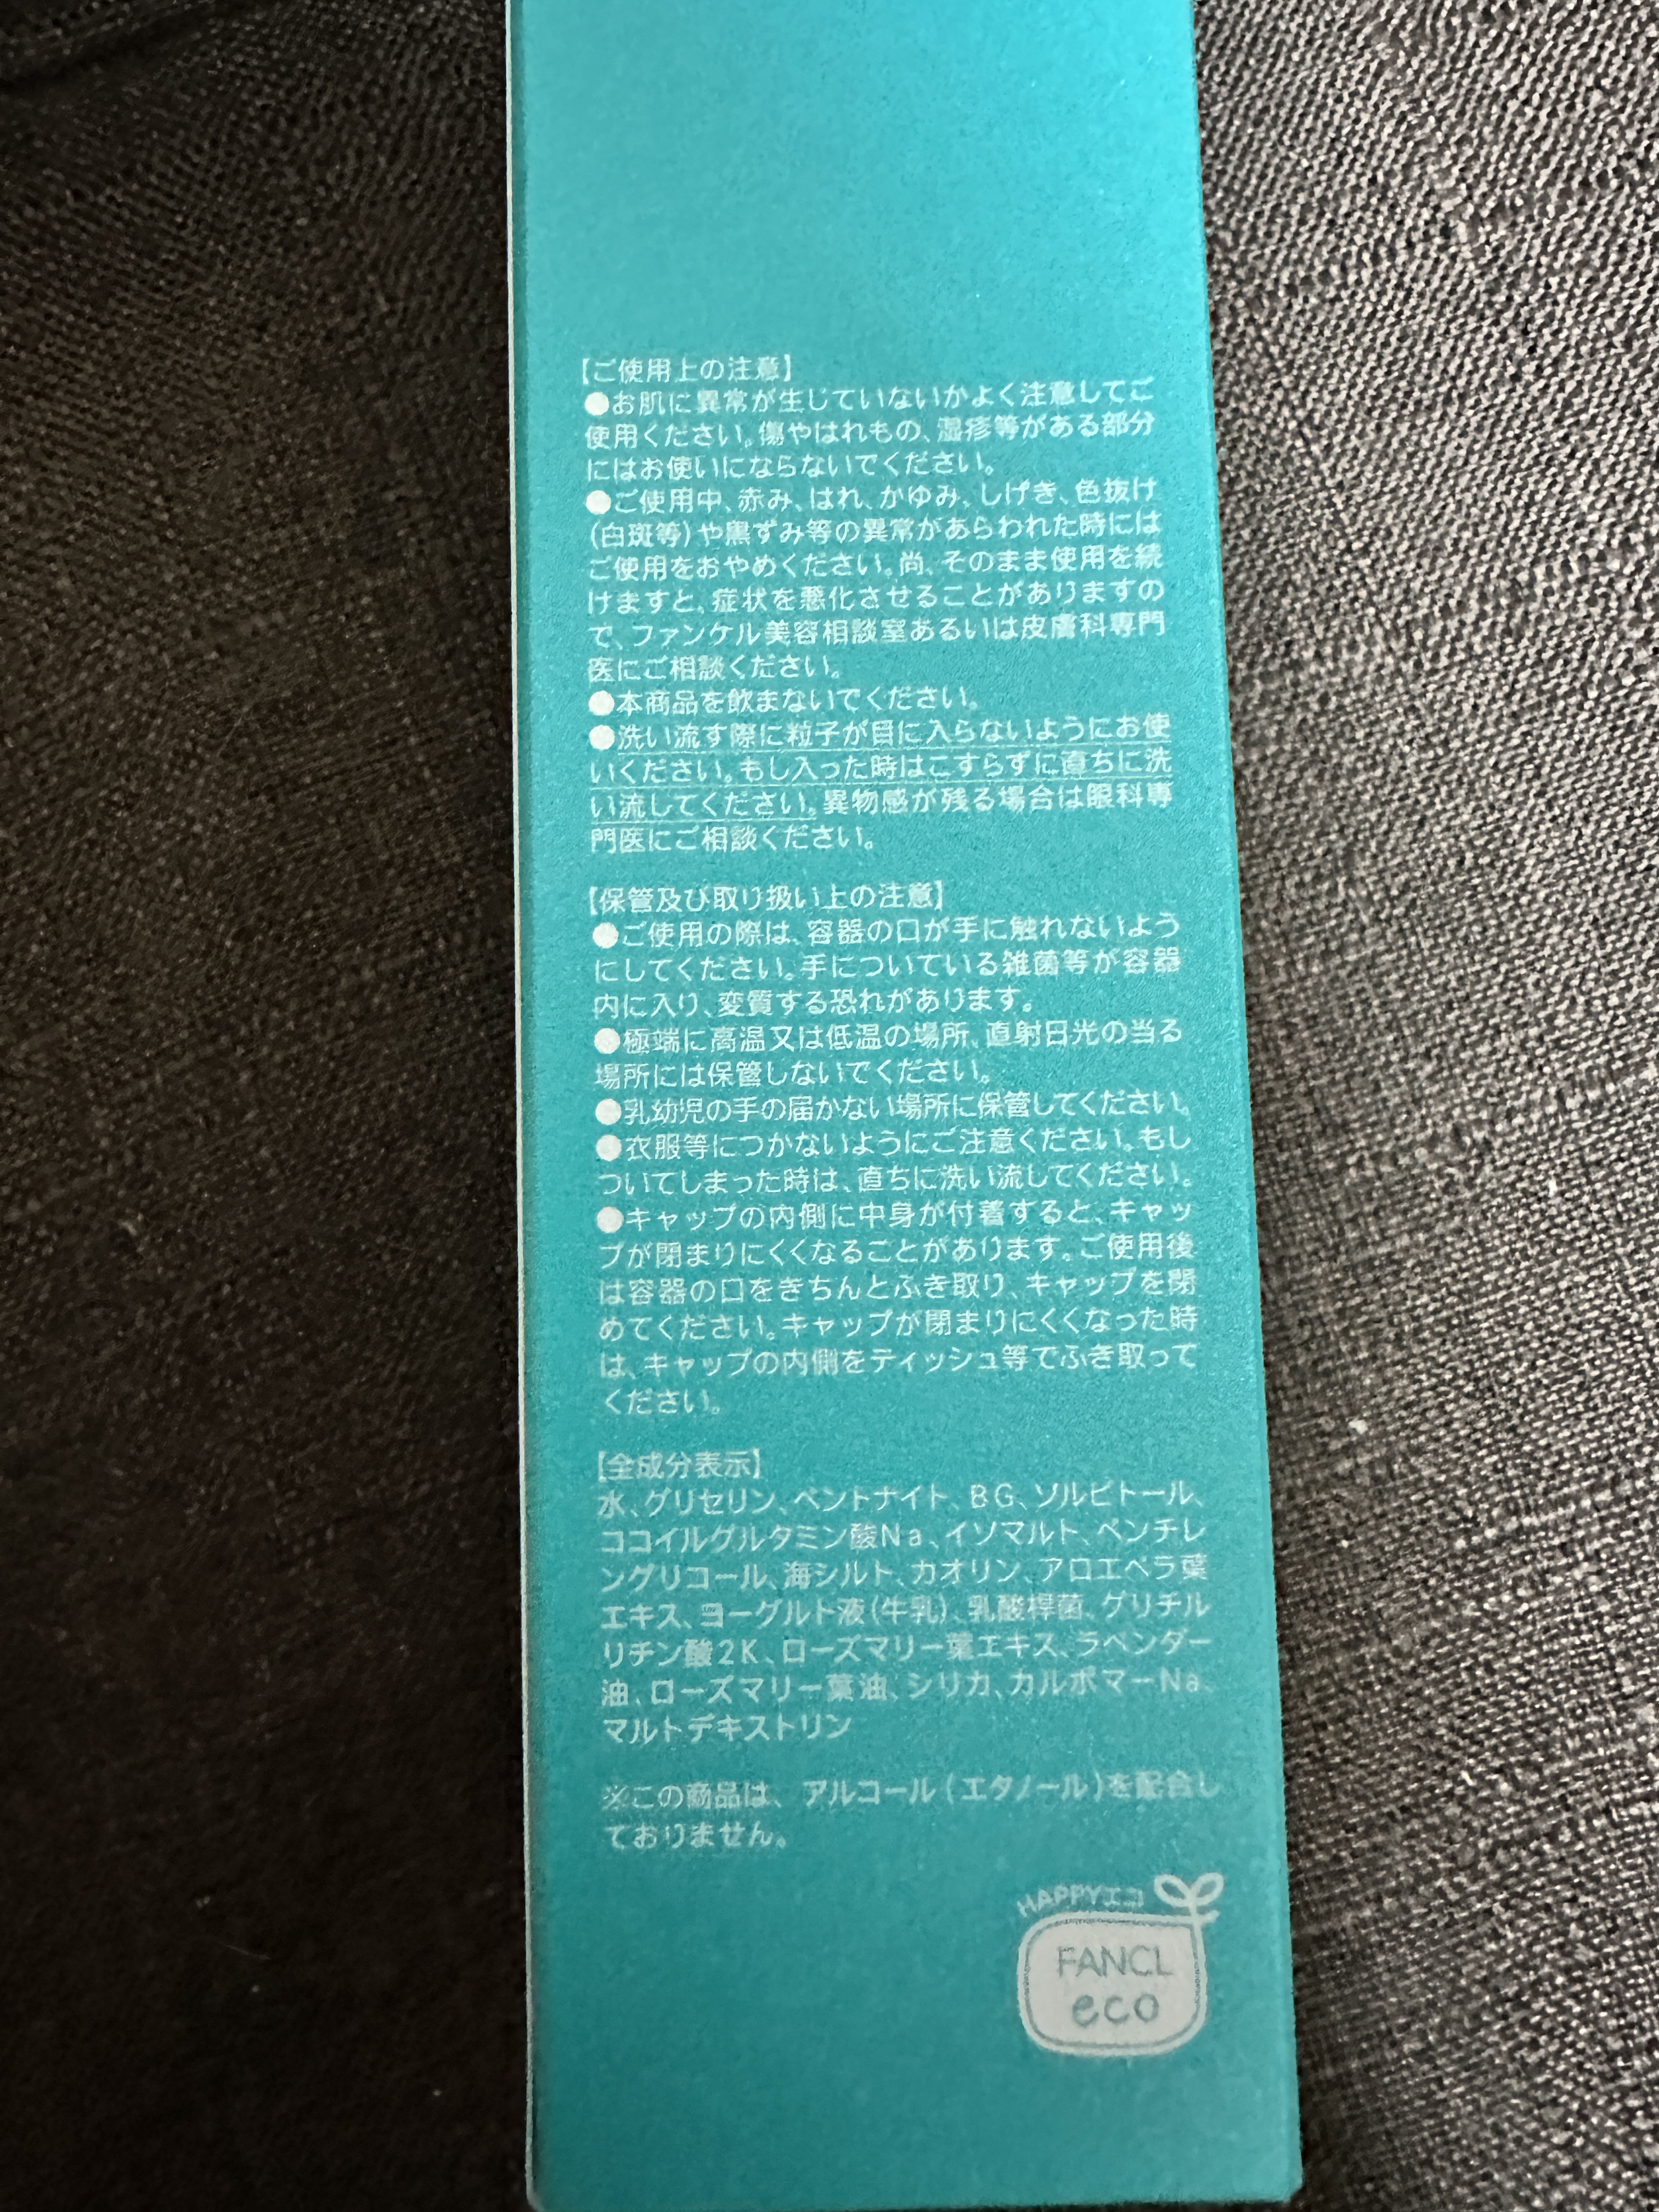 【ご使用上の注意】
●お肌に異常が生じていないかよく注意してご
使用ください。傷やはれもの、湿疹等がある部分
にはお使いにならないでください。
●ご使用中、赤み、はれ、かゆみ、しげき、色抜け
(白斑等)や黒ずみ等の異常があらわれた時には
ご使用をおやめください。尚、そのまま使用を続
けますと、症状を悪化させることがありますの
で、ファンケル美容相談室あるいは皮膚科専門
医にご相談ください。
●本商品を飲まないでください。
●洗い流す際に粒子が目に入らないようにお使
いください。もし入った時はこすらずに直ちに洗
い流してください。異物感が残る場合は眼科専
門医にご相談ください。
【保管及び取り扱い上の注意】
●ご使用の際は、容器の口が手に触れないよう
にしてください。手についている雑菌等が容器
内に入り、変質する恐れがあります。
●極端に高温又は低温の場所、直射日光の当る
場所には保管しないでください。
●乳幼児の手の届かない場所に保管してください。
●衣服等につかないようにご注意ください。もし
ついてしまった時は、直ちに洗い流してください。
●キャップの内側に中身が付着すると、キャッ
プが閉まりにくくなることがあります。ご使用後
は容器の口をきちんとふき取り、キャップを閉
めてください。キャップが閉まりにくくなった時
は、キャップの内側をティッシュ等でふき取って
ください。
【全成分表示】
水、グリセリン、ベントナイト、BG、ソルビトール、
ココイルグルタミン酸Na、イソマルト、ペンチレ
ングリコール、海シルト、カオリン、アロエベラ葉
エキス、ヨーグルト液(牛乳)、乳酸桿菌、グリチル
リチン酸2K、ローズマリー葉エキス、ラベンダー
油、ローズマリー葉油、シリカ、カルボマーNa、
マルトデキストリン
※この商品は、アルコール(エタノール)を配合し
ておりません。
HAPPYエコ
FANCL
eco